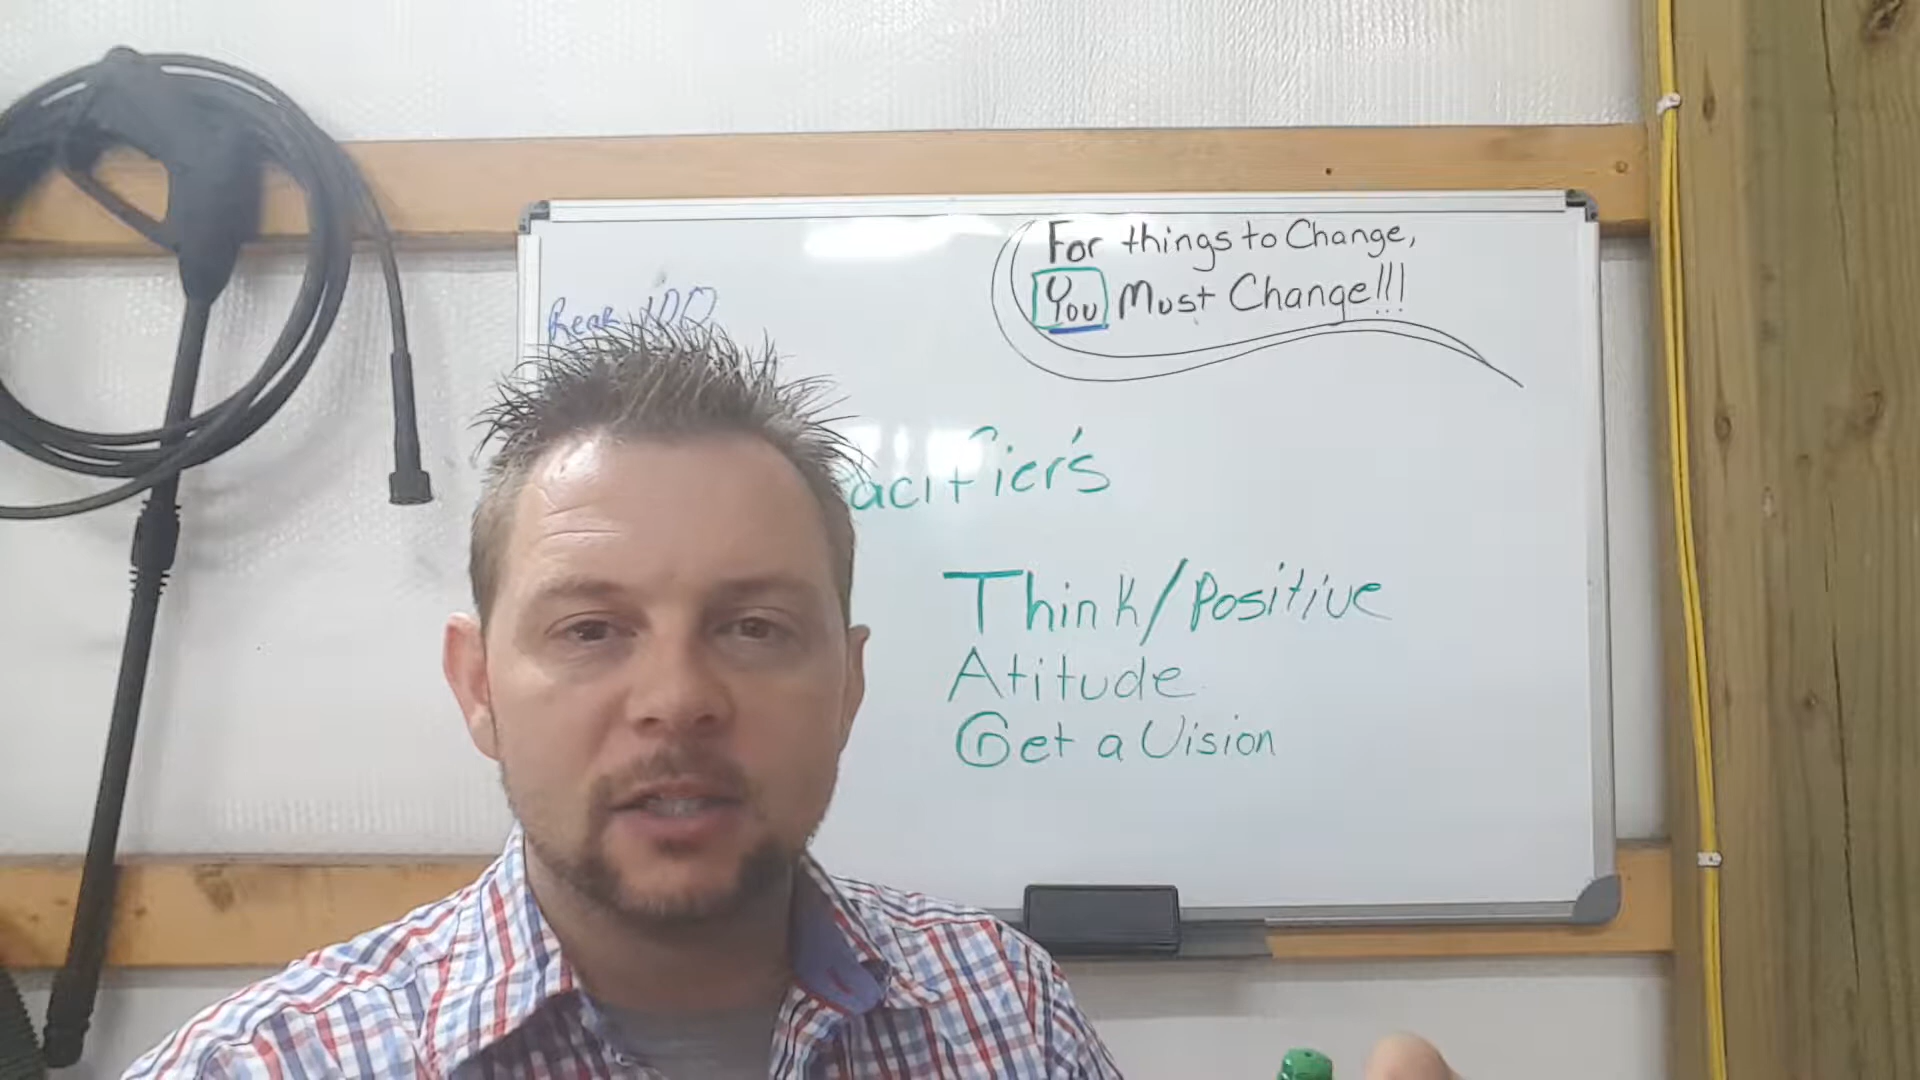 For things to Change,
You Must Change!!!
acifier's
Think/Positive
Atitude
Get a Vision